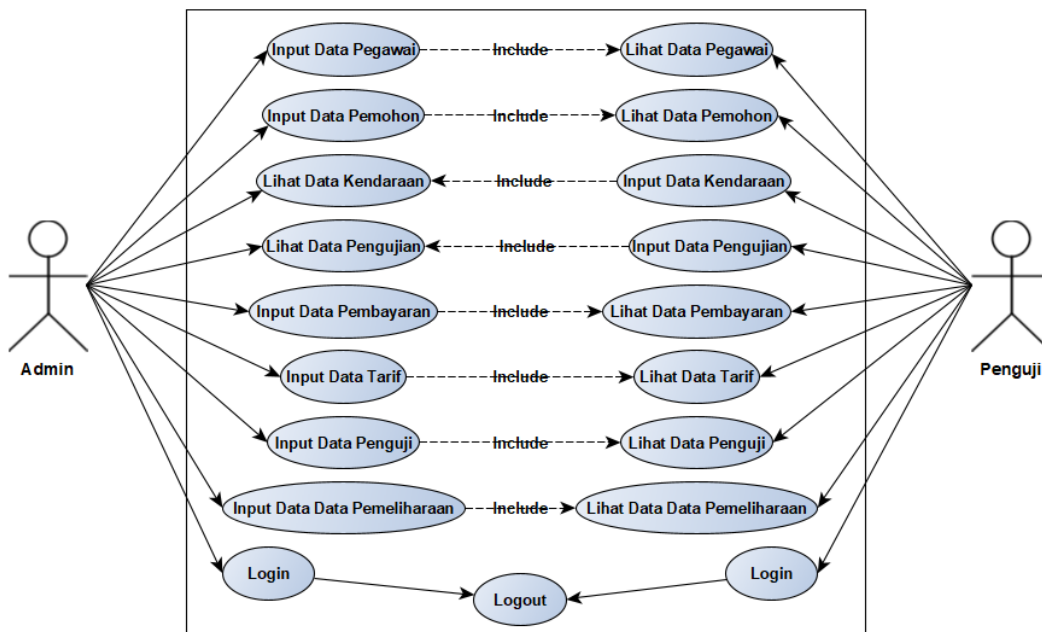 Input Data Pegawai Include Lihat Data Pegawai
Input Data Pemohon Include Lihat Data Pemohon
Lihat Data Kendaraan Include Input Data Kendaraan
Lihat Data Pengujian Include Input Data Pengujian
Input Data Pembayaran Include Lihat Data Pembayaran
Admin Penguji
Input Data Tarif Include Lihat Data Tarif
Input Data Penguji Include Lihat Data Penguji
Input Data Data Pemeliharaan Include Lihat Data Data Pemeliharaan
Login Login
Logout